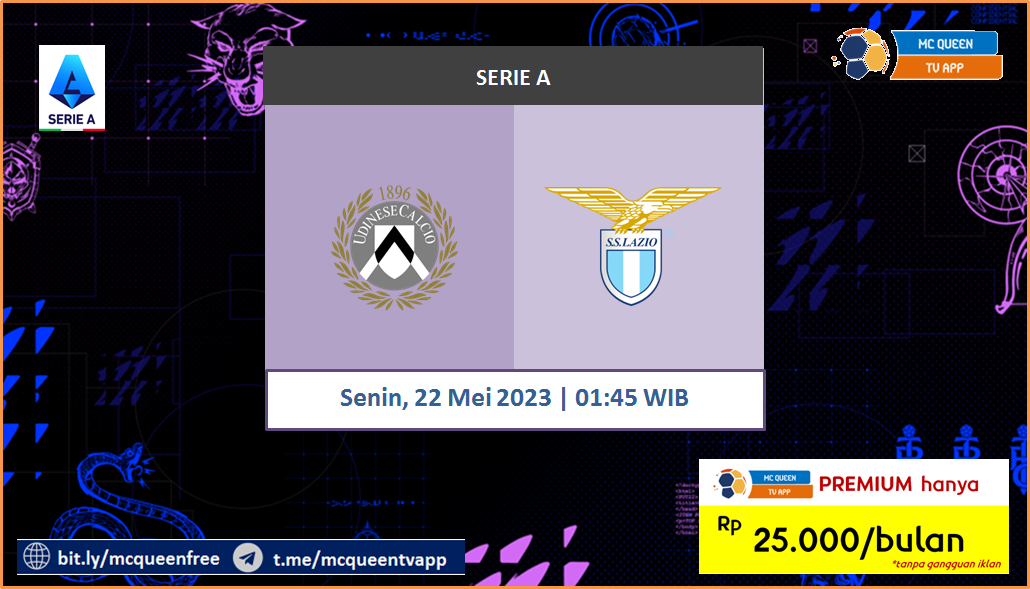 SERIE A
SERIE A
MC QUEEN
TV APP
1896
UDINESE CALCIO
S.S.LAZIO
Senin, 22 Mei 2023 | 01:45 WIB
MC QUEEN
TV APP
PREMIUM hanya
Rp 25.000/bulan
*tanpa gangguan iklan
bit.ly/mcqueenfree t.me/mcqueentvapp